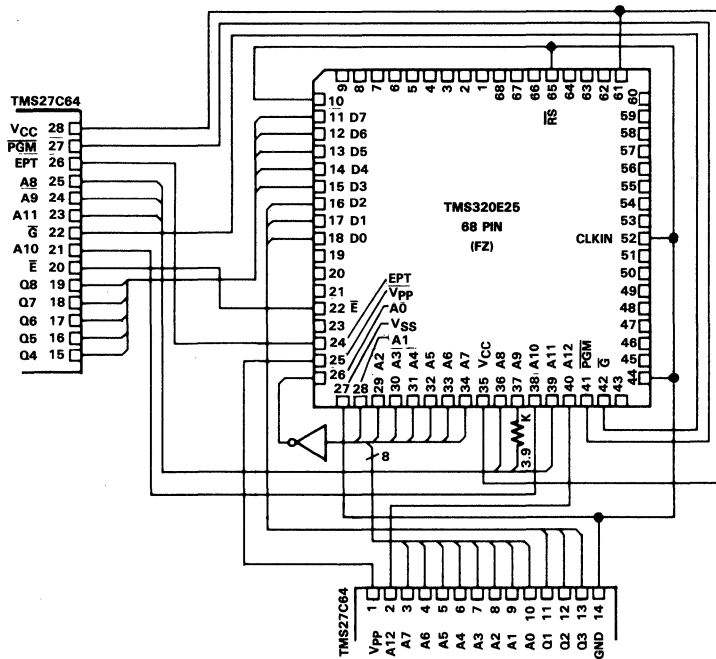 TMS27C64
VCC 28
PGM 27
EPT 26
A8 25
A9 24
A11 23
G 22
A10 21
E 20
Q8 19
Q7 18
Q6 17
Q5 16
Q4 15
9 8 7 6 5 4 3 2 1 68 67 66 65 64 63 62 61
RS
10
11 D7
12 D6
13 D5
14 D4
15 D3
16 D2
17 D1
18 D0
19
20
21
22 E
23
24
25
26
EPT
VPP
A0
VSS
A1
TMS320E25
68 PIN
(FZ)
60
59
58
57
56
55
54
53
CLKIN 52
51
50
49
48
47
46
45
44
27
28
29 A2
30 A3
31 A4
32 A5
33 A6
34 A7
35 VCC
36 A8
37 A9
38 A10
39 A11
40 A12
41 PGM
42 G
43
3.9 K
8
TMS27C64
1 2 3 4 5 6 7 8 9 10 11 12 13 14
VPP A12 A7 A6 A5 A4 A3 A2 A1 A0 Q1 Q2 Q3 GND